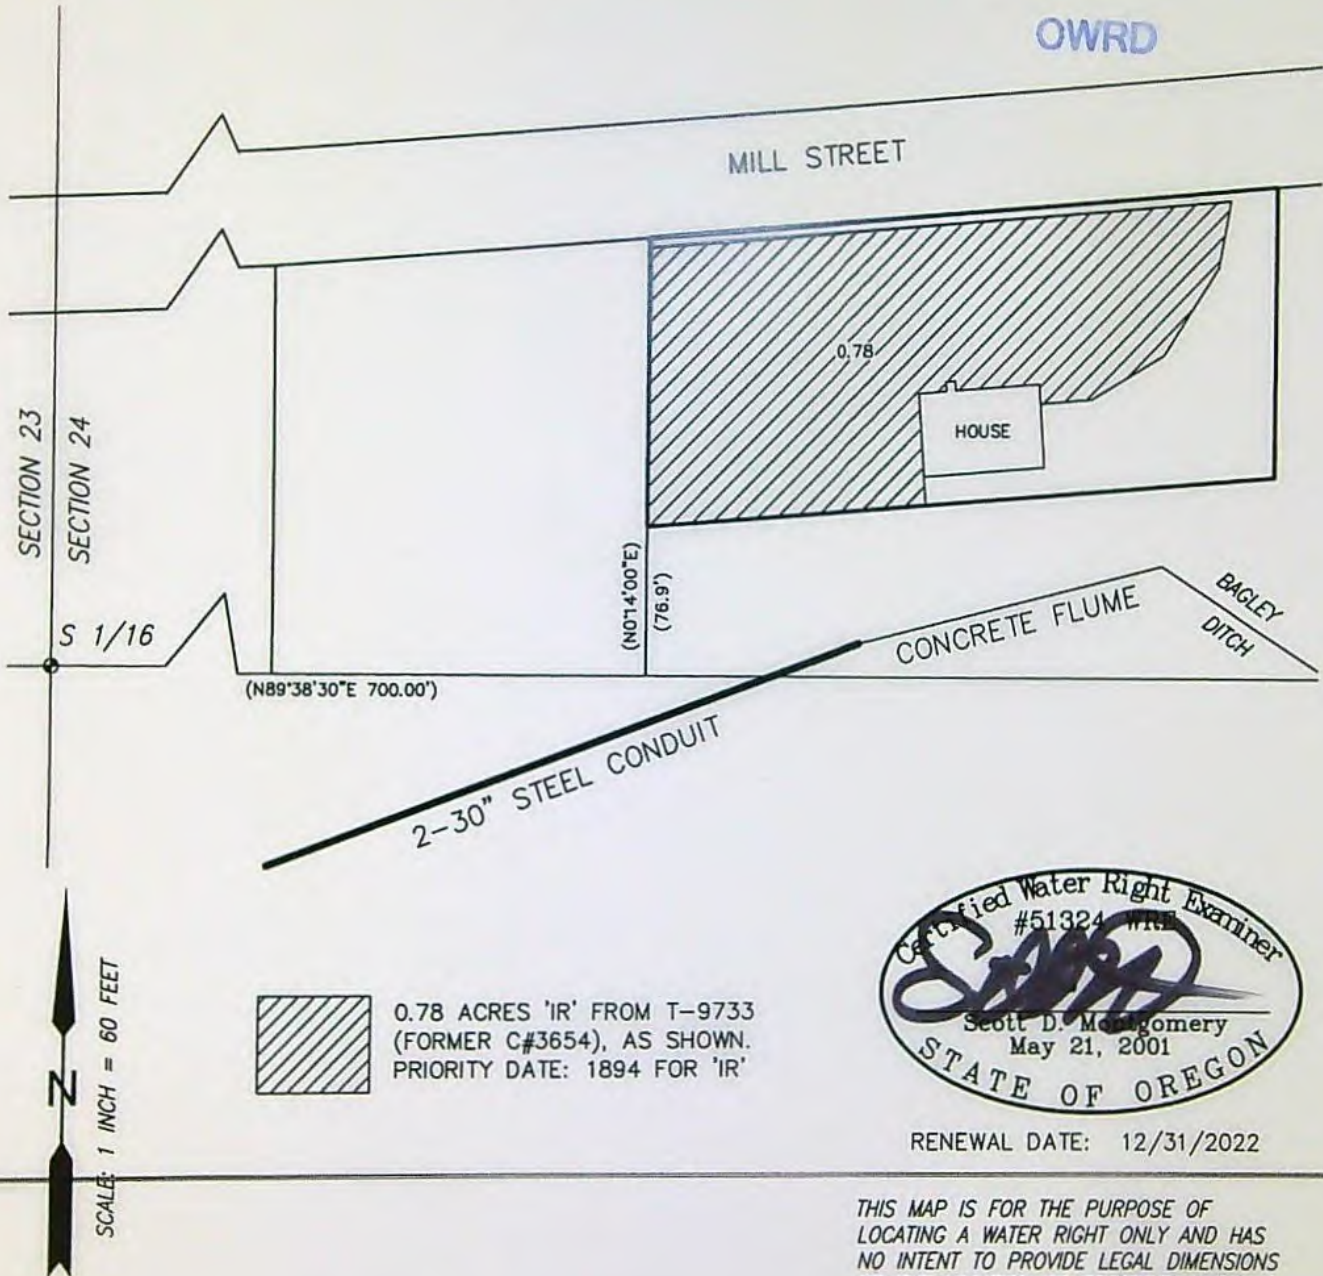 OWRD
MILL STREET
0.78
HOUSE
SECTION 23
SECTION 24
S 1/16
(N0°14'00"E)
(76.9')
CONCRETE FLUME
BAGLEY
DITCH
(N89°38'30"E 700.00')
2-30" STEEL CONDUIT
N
SCALE: 1 INCH = 60 FEET
0.78 ACRES 'IR' FROM T-9733
(FORMER C#3654), AS SHOWN.
PRIORITY DATE: 1894 FOR 'IR'
Certified Water Right Examiner
#51324 WRE
Scott D. Montgomery
May 21, 2001
STATE OF OREGON
RENEWAL DATE: 12/31/2022
THIS MAP IS FOR THE PURPOSE OF
LOCATING A WATER RIGHT ONLY AND HAS
NO INTENT TO PROVIDE LEGAL DIMENSIONS